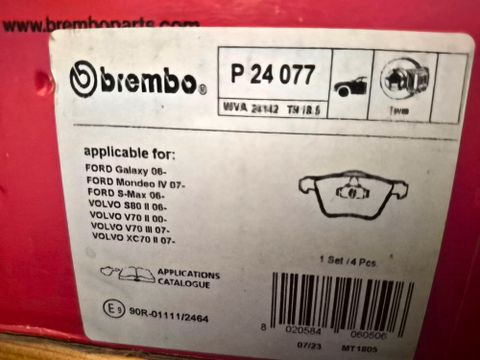 www.bremboparts.com
brembo®
P 24 077
WVA 24142 TH 18.5
Teves
applicable for:
FORD Galaxy 06-
FORD Mondeo IV 07-
FORD S-Max 06-
VOLVO S80 II 06-
VOLVO V70 II 00-
VOLVO V70 III 07-
VOLVO XC70 II 07-
1 Set / 4 Pcs.
APPLICATIONS
CATALOGUE
E9 90R-01111/2464
8 020584 060506
07/23 MT1805